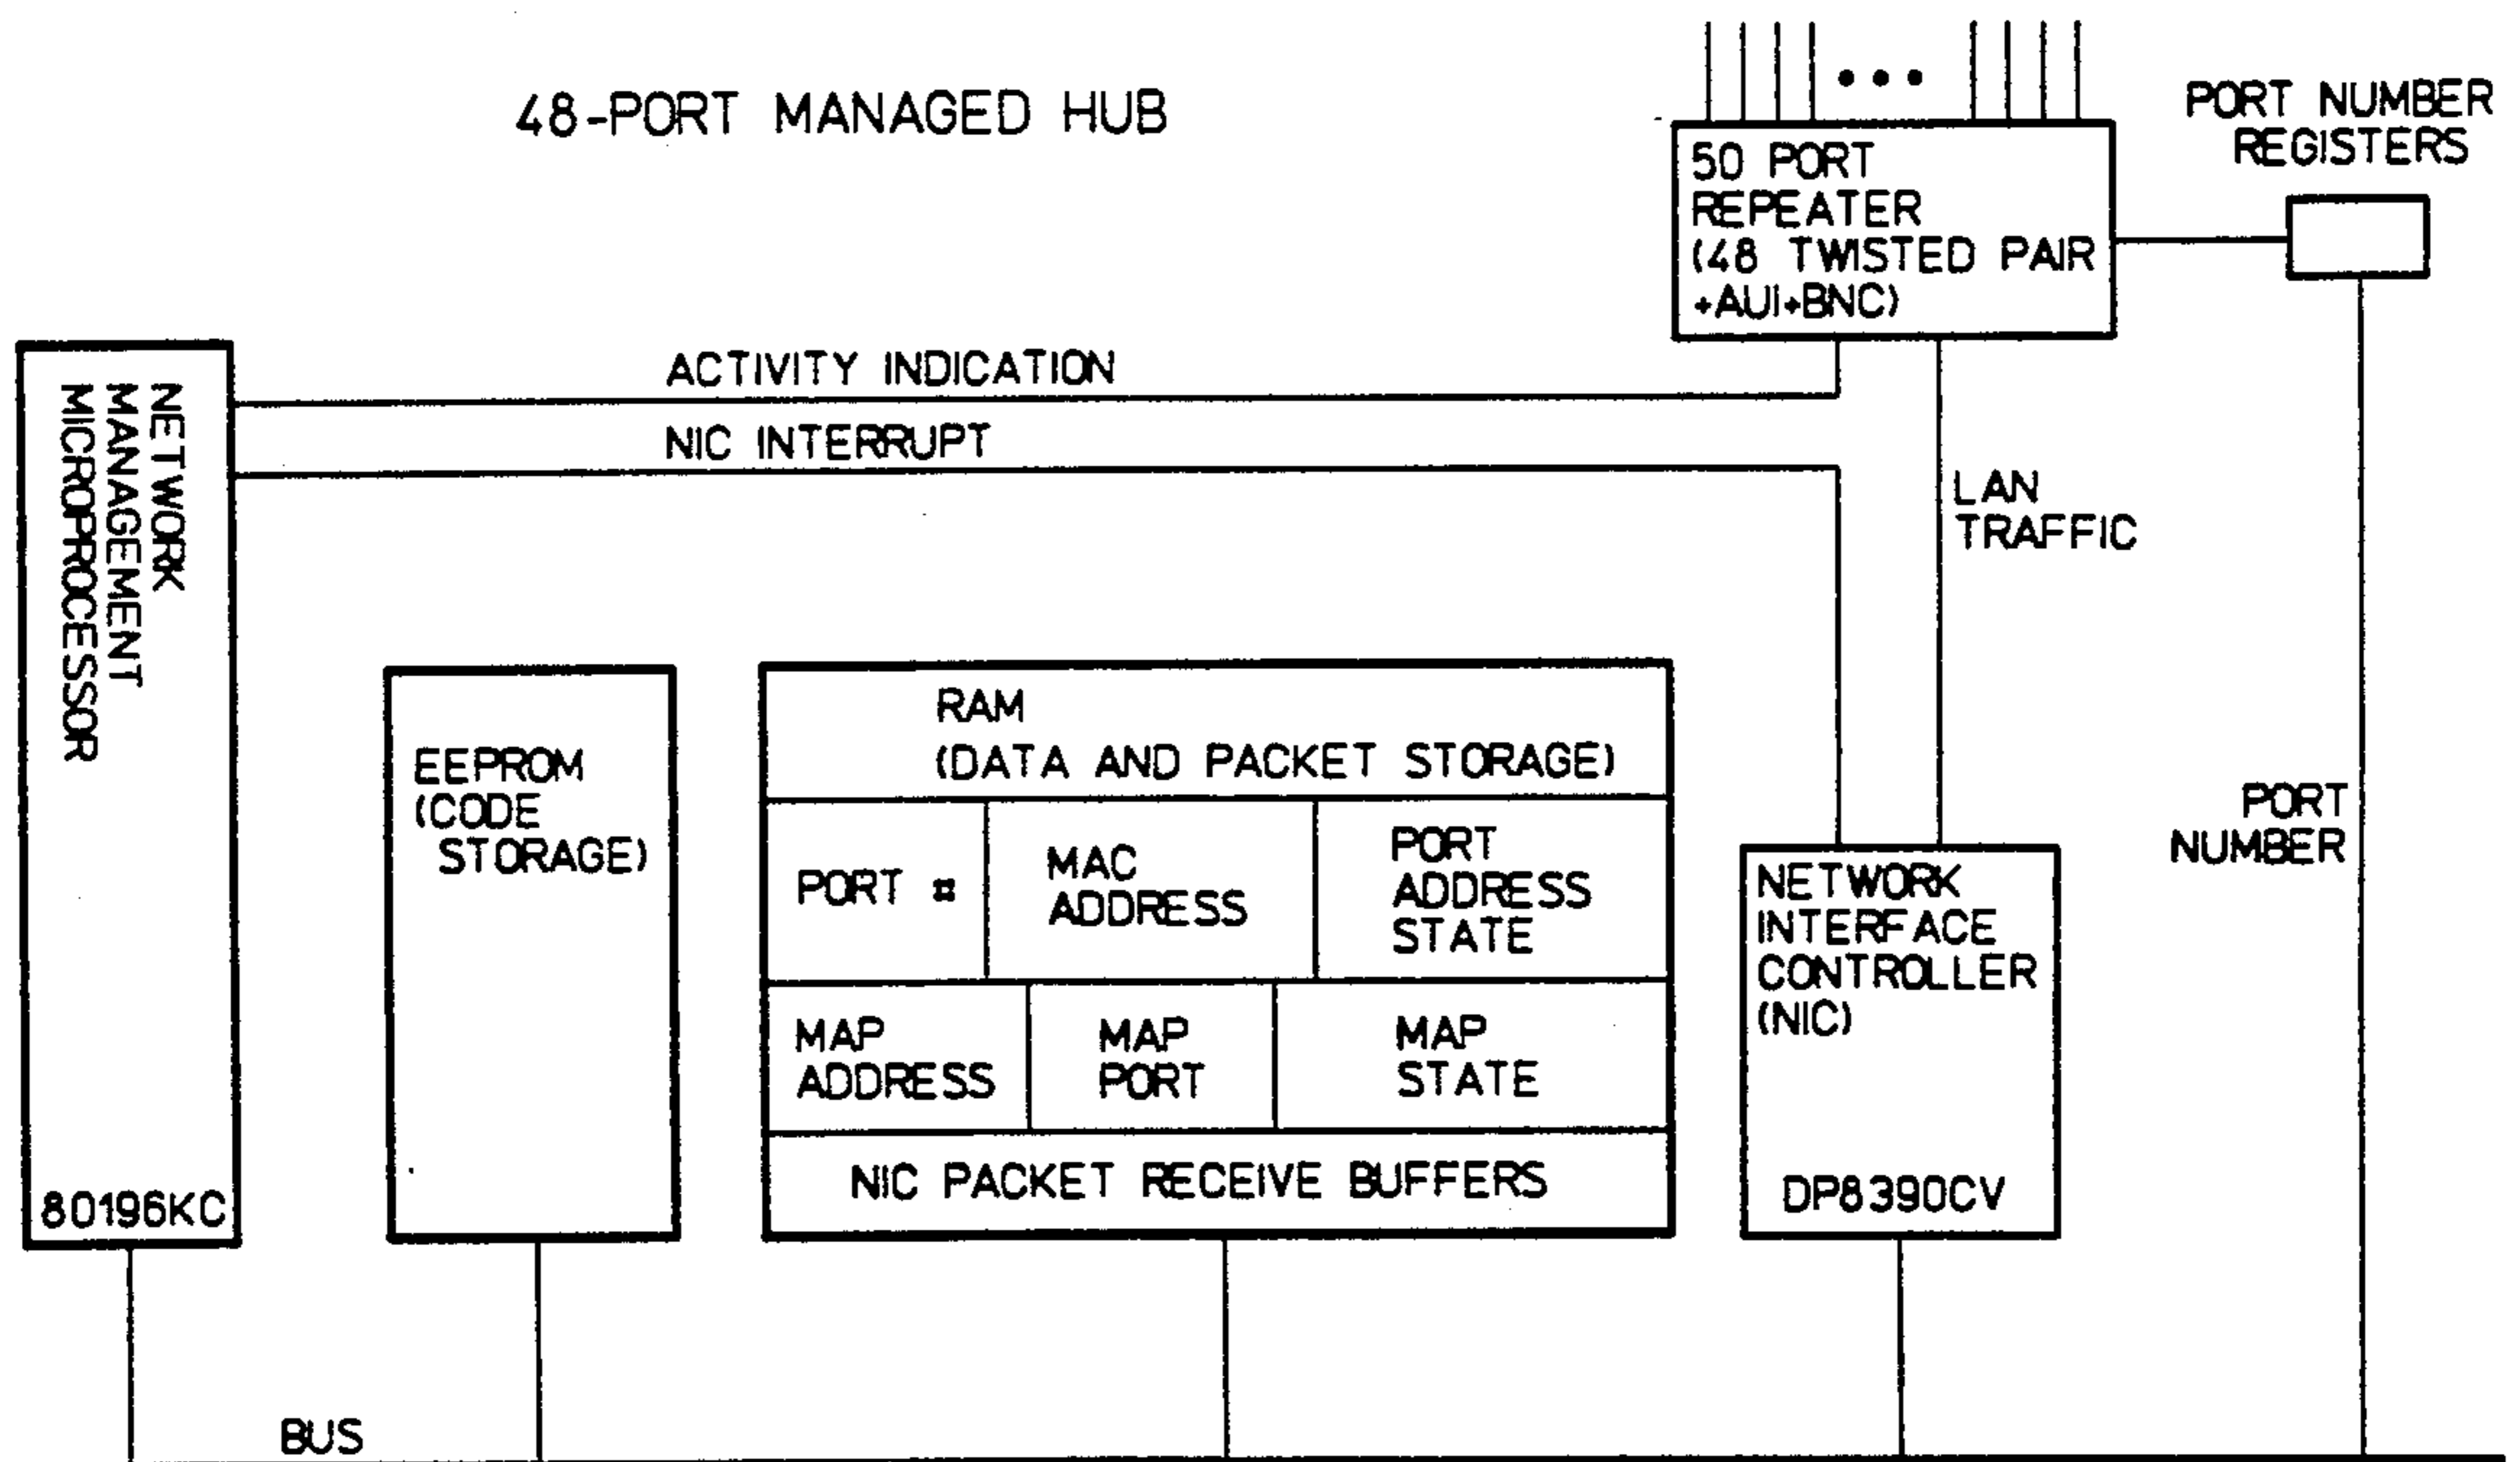 48-PORT MANAGED HUB
50 PORT
REPEATER
(48 TWISTED PAIR
+AUI+BNC)
PORT NUMBER
REGISTERS
ACTIVITY INDICATION
NIC INTERRUPT
LAN
TRAFFIC
NETWORK
MANAGEMENT
MICROPROCESSOR
80196KC
EEPROM
(CODE
STORAGE)
RAM
(DATA AND PACKET STORAGE)
PORT #
MAC
ADDRESS
PORT
ADDRESS
STATE
MAP
ADDRESS
MAP
PORT
MAP
STATE
NIC PACKET RECEIVE BUFFERS
NETWORK
INTERFACE
CONTROLLER
(NIC)
DP8390CV
PORT
NUMBER
BUS